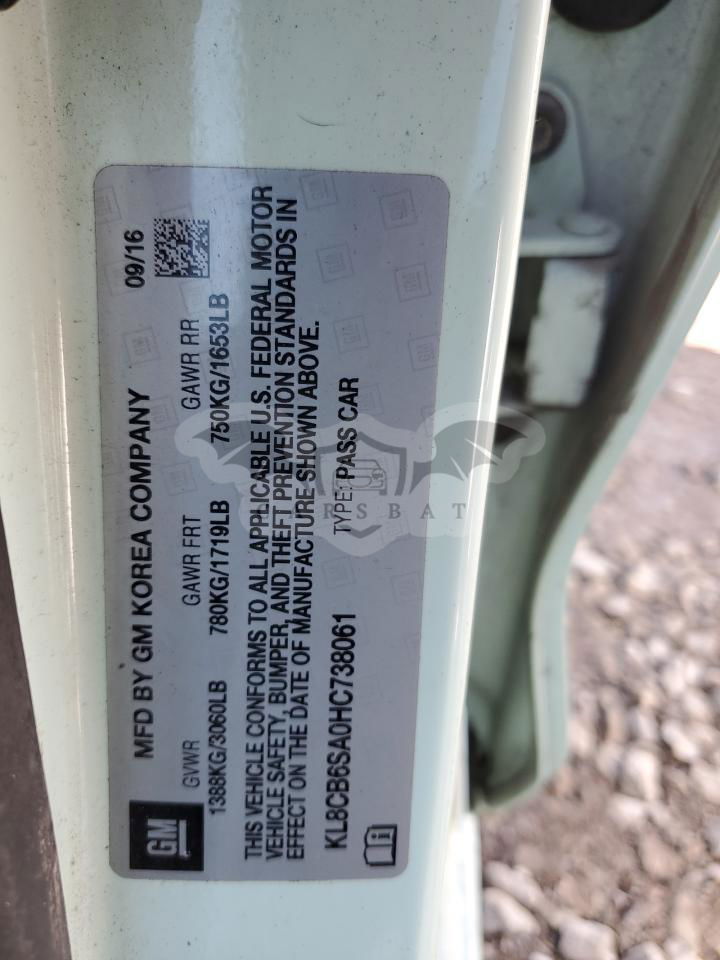 MFD BY GM KOREA COMPANY 09/16
GM
GVWR GAWR FRT GAWR RR
1388KG/3060LB 780KG/1719LB 750KG/1653LB
THIS VEHICLE CONFORMS TO ALL APPLICABLE U.S. FEDERAL MOTOR
VEHICLE SAFETY, BUMPER, AND THEFT PREVENTION STANDARDS IN
EFFECT ON THE DATE OF MANUFACTURE SHOWN ABOVE.
KL8CB6SA0HC738061 TYPE: PASS CAR
CARSBAT